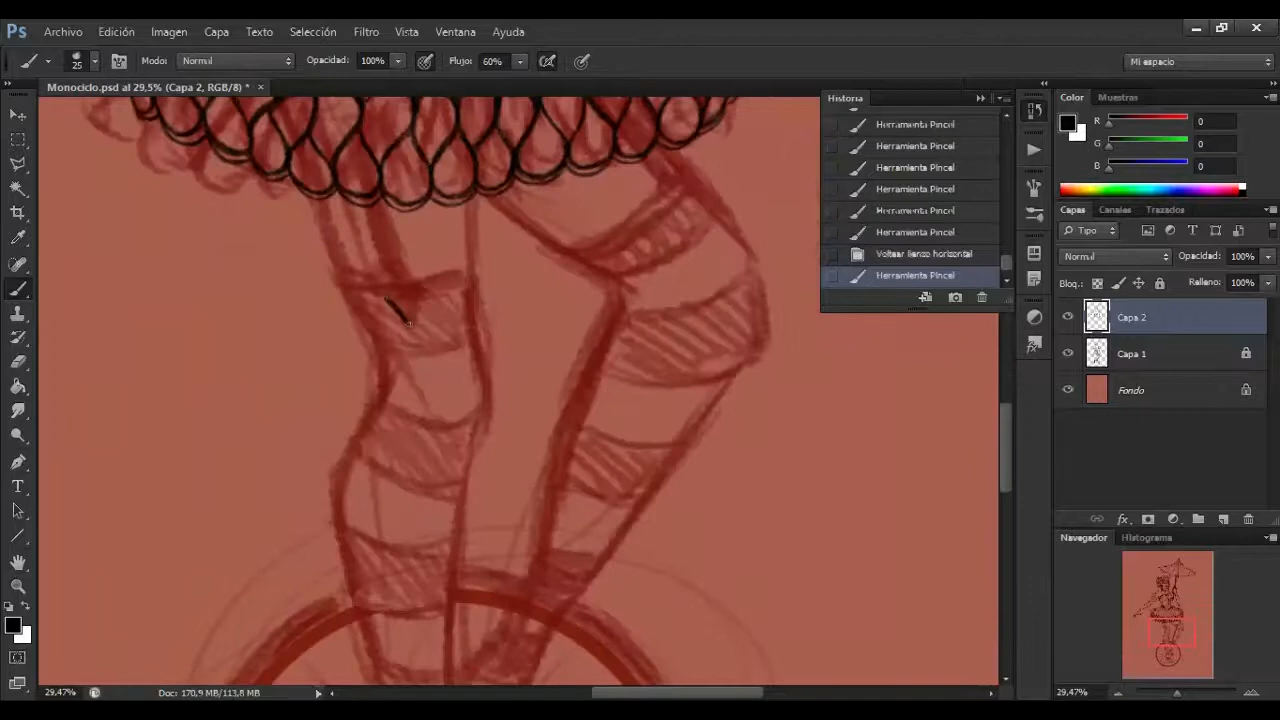 Ps Archivo Edición Imagen Capa Texto Selección Filtro Vista Ventana Ayuda
25 Modo: Normal Opacidad: 100% Flujo: 60% Mi espacio
Monociclo.psd al 29,5% (Capa 2, RGB/8) *
Historia
Herramienta Pincel
Herramienta Pincel
Herramienta Pincel
Herramienta Pincel
Herramienta Pincel
Herramienta Pincel
Voltear lienzo horizontal
Herramienta Pincel
Color Muestras
R 0
G 0
B 0
Capas Canales Trazados
Tipo
Normal Opacidad: 100%
Bloq.: Relleno: 100%
Capa 2
Capa 1
Fondo
fx
Navegador Histograma
29,47%
29,47% Doc: 170,9 MB/113,8 MB